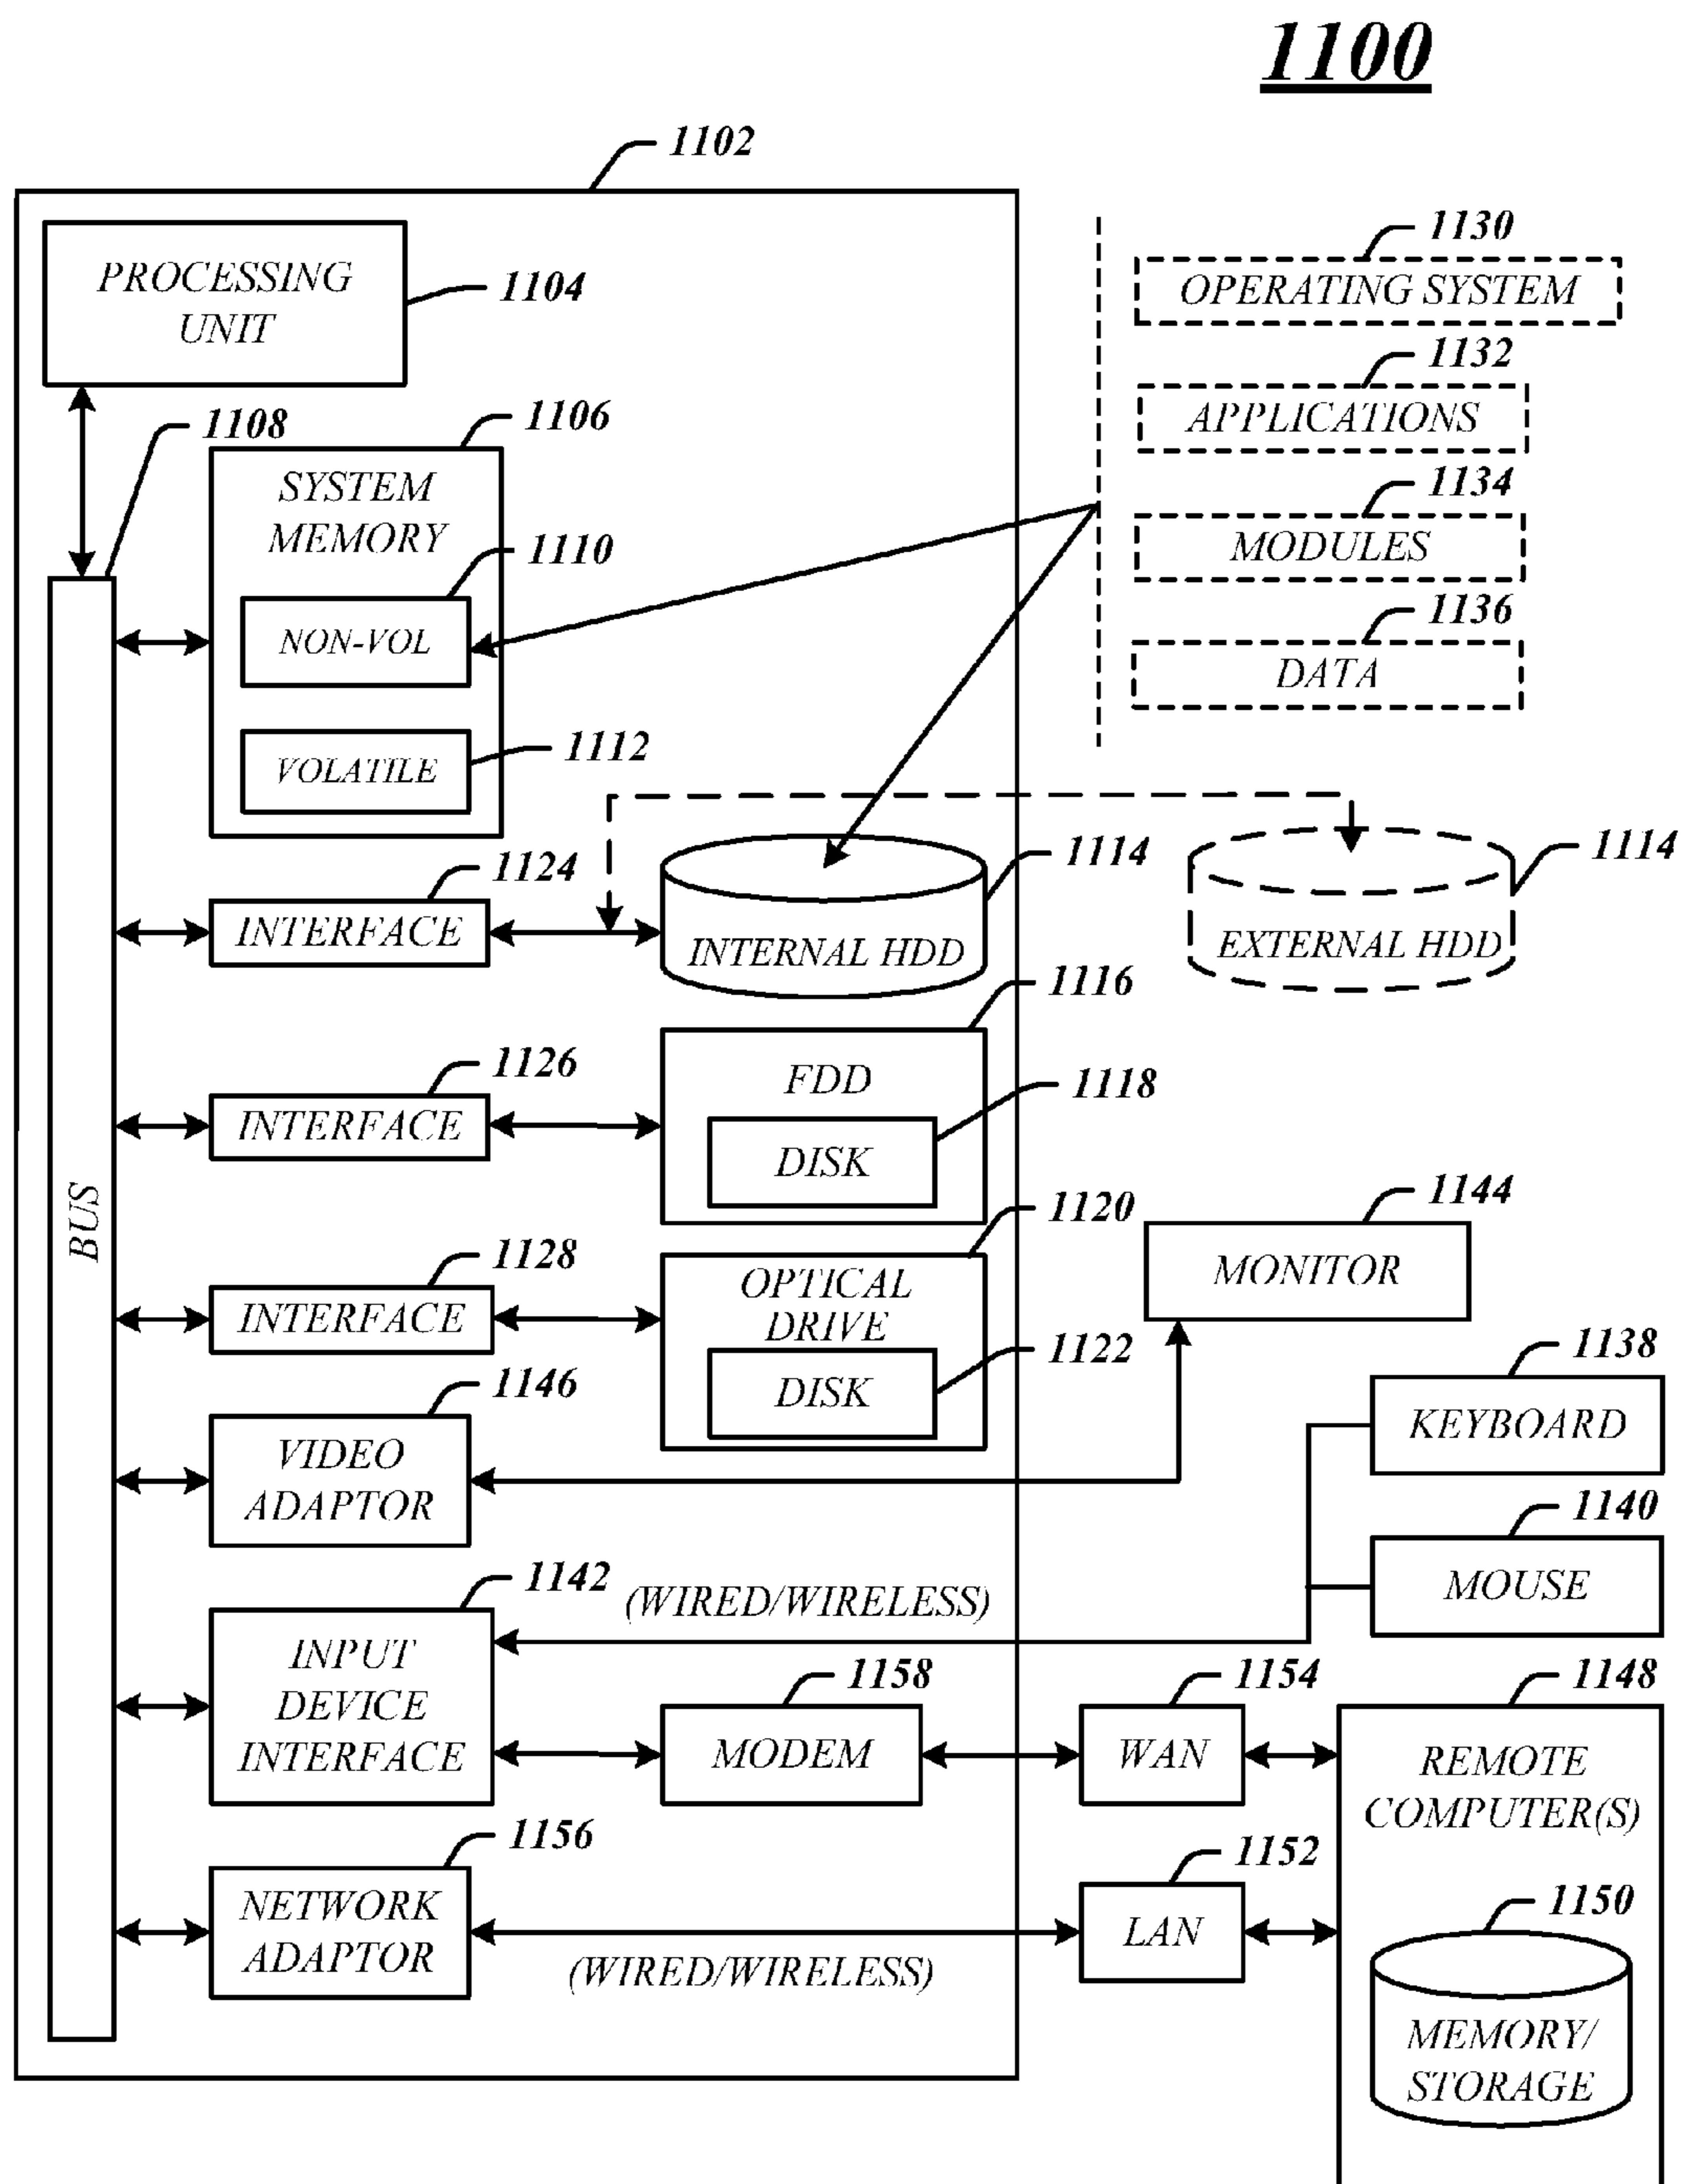 1100
1102
PROCESSING
UNIT
1104
1108
1106
SYSTEM
MEMORY
1110
NON-VOL
1112
VOLATILE
1130
OPERATING SYSTEM
1132
APPLICATIONS
1134
MODULES
1136
DATA
BUS
1124
INTERFACE
1114
INTERNAL HDD
1114
EXTERNAL HDD
1126
INTERFACE
1116
FDD
1118
DISK
1128
INTERFACE
1120
OPTICAL
DRIVE
1122
DISK
1144
MONITOR
1146
VIDEO
ADAPTOR
1138
KEYBOARD
1140
MOUSE
1142
INPUT
DEVICE
INTERFACE
(WIRED/WIRELESS)
1158
MODEM
1154
WAN
1148
REMOTE
COMPUTER(S)
1156
NETWORK
ADAPTOR
(WIRED/WIRELESS)
1152
LAN
1150
MEMORY/
STORAGE